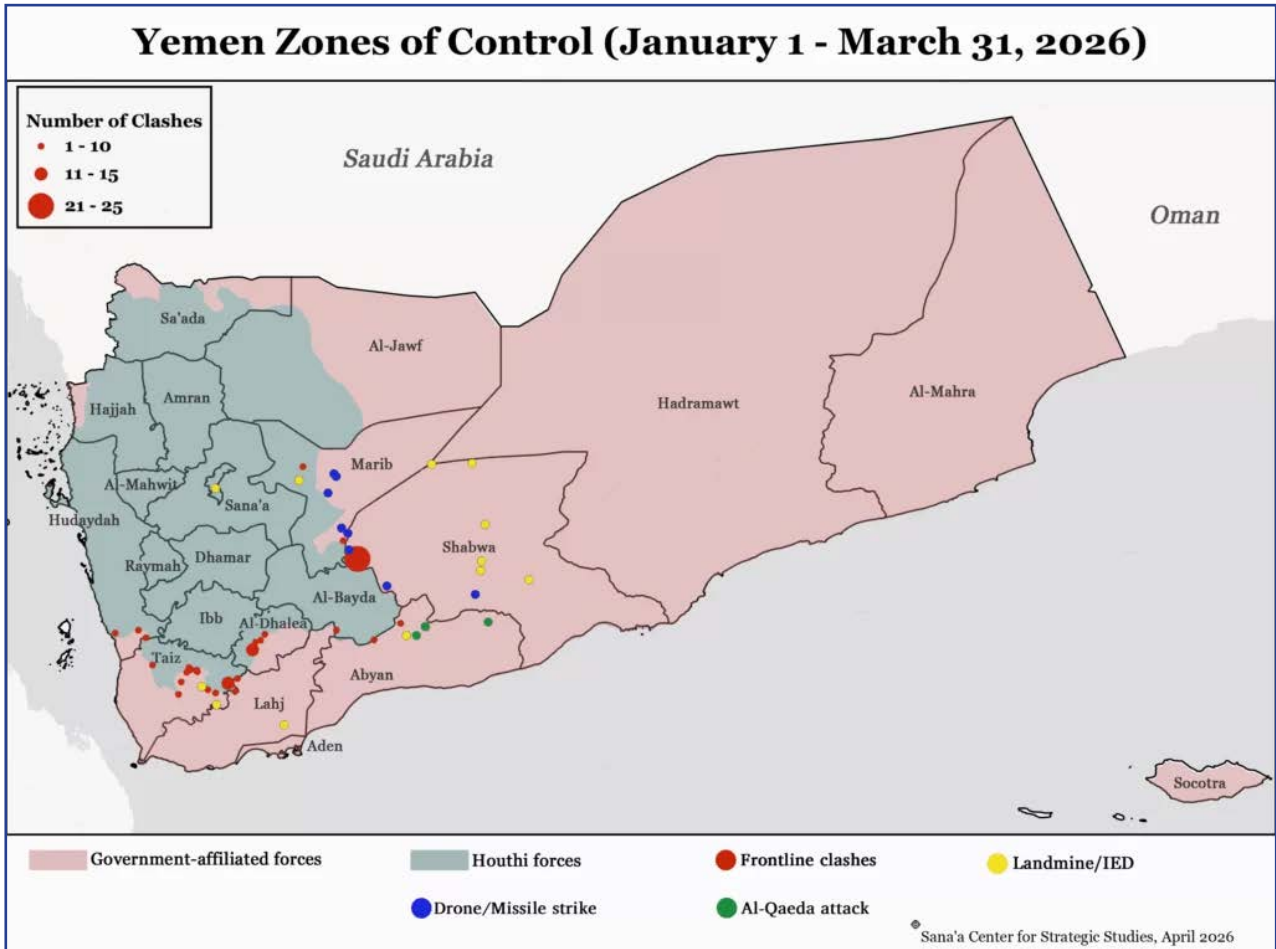 Yemen Zones of Control (January 1 - March 31, 2026)
Number of Clashes
1 - 10
11 - 15
21 - 25
Saudi Arabia
Oman
Sa'ada
Al-Jawf
Hajjah
Amran
Hadramawt
Al-Mahra
Marib
Al-Mahwit
Sana'a
Hudaydah
Shabwa
Raymah
Dhamar
Al-Bayda
Ibb
Al-Dhalea
Taiz
Abyan
Lahj
Aden
Socotra
Government-affiliated forces
Houthi forces
Frontline clashes
Landmine/IED
Drone/Missile strike
Al-Qaeda attack
Sana'a Center for Strategic Studies, April 2026